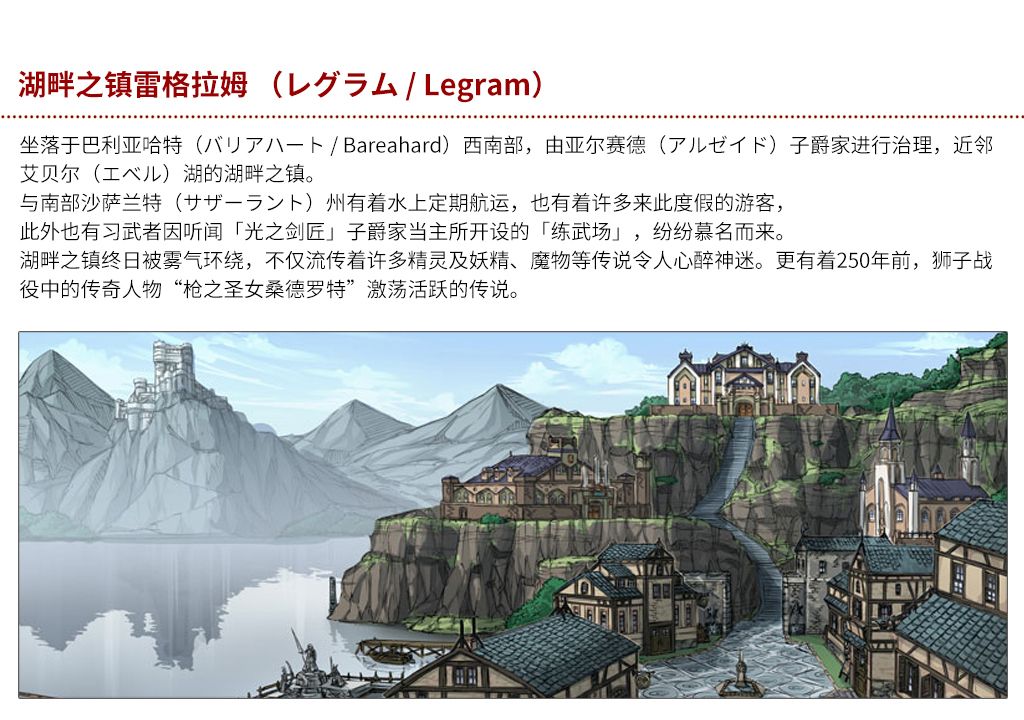 湖畔之镇雷格拉姆 （レグラム / Legram）
坐落于巴利亚哈特（バリアハート / Bareahard）西南部，由亚尔赛德（アルゼイド）子爵家进行治理，近邻
艾贝尔（エベル）湖的湖畔之镇。
与南部沙萨兰特（サザーラント）州有着水上定期航运，也有着许多来此度假的游客，
此外也有习武者因听闻「光之剑匠」子爵家当主所开设的「练武场」，纷纷慕名而来。
湖畔之镇终日被雾气环绕，不仅流传着许多精灵及妖精、魔物等传说令人心醉神迷。更有着250年前，狮子战
役中的传奇人物“枪之圣女桑德罗特”激荡活跃的传说。